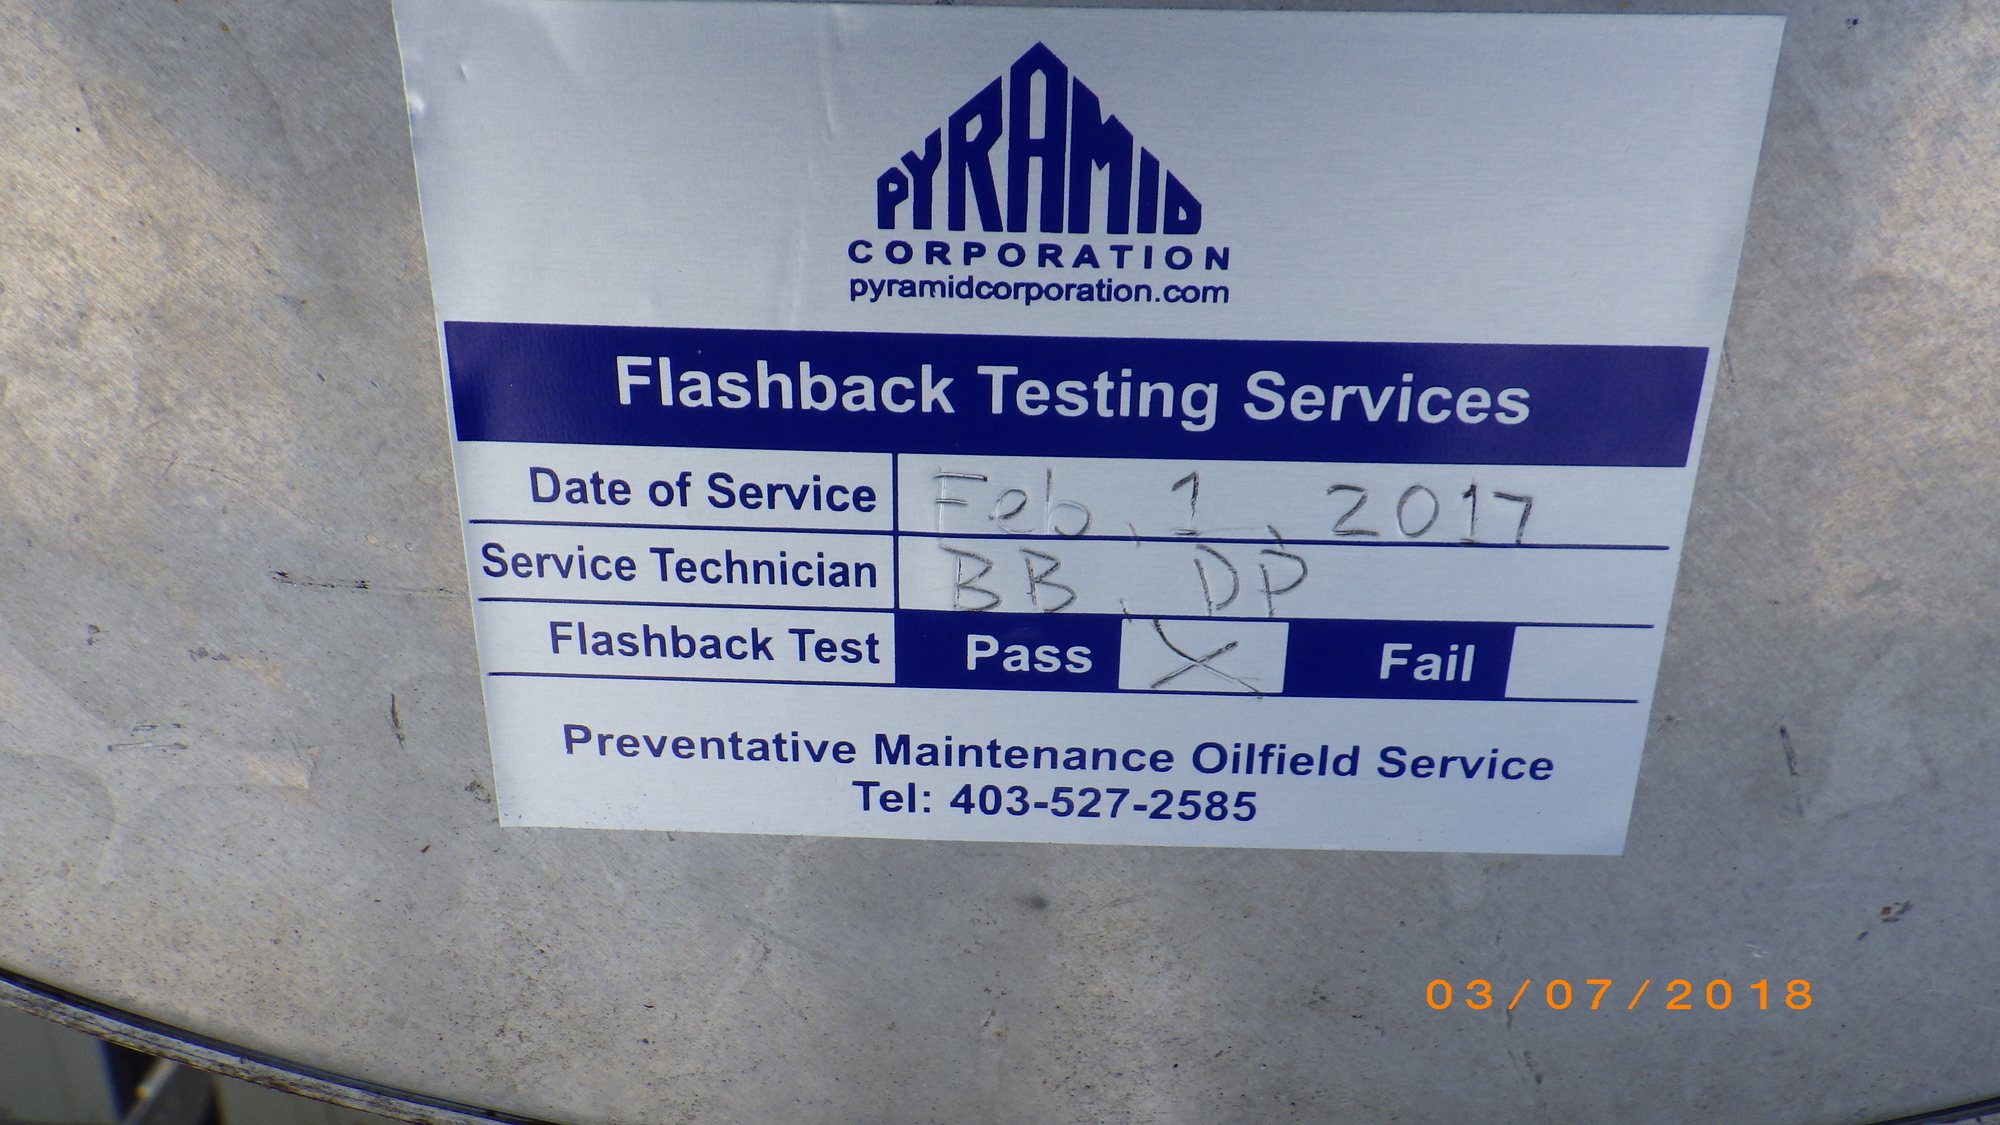 PYRAMID
CORPORATION
pyramidcorporation.com
Flashback Testing Services
Date of Service Feb, 1, 2017
Service Technician BB, DP
Flashback Test Pass X Fail
Preventative Maintenance Oilfield Service
Tel: 403-527-2585
03/07/2018